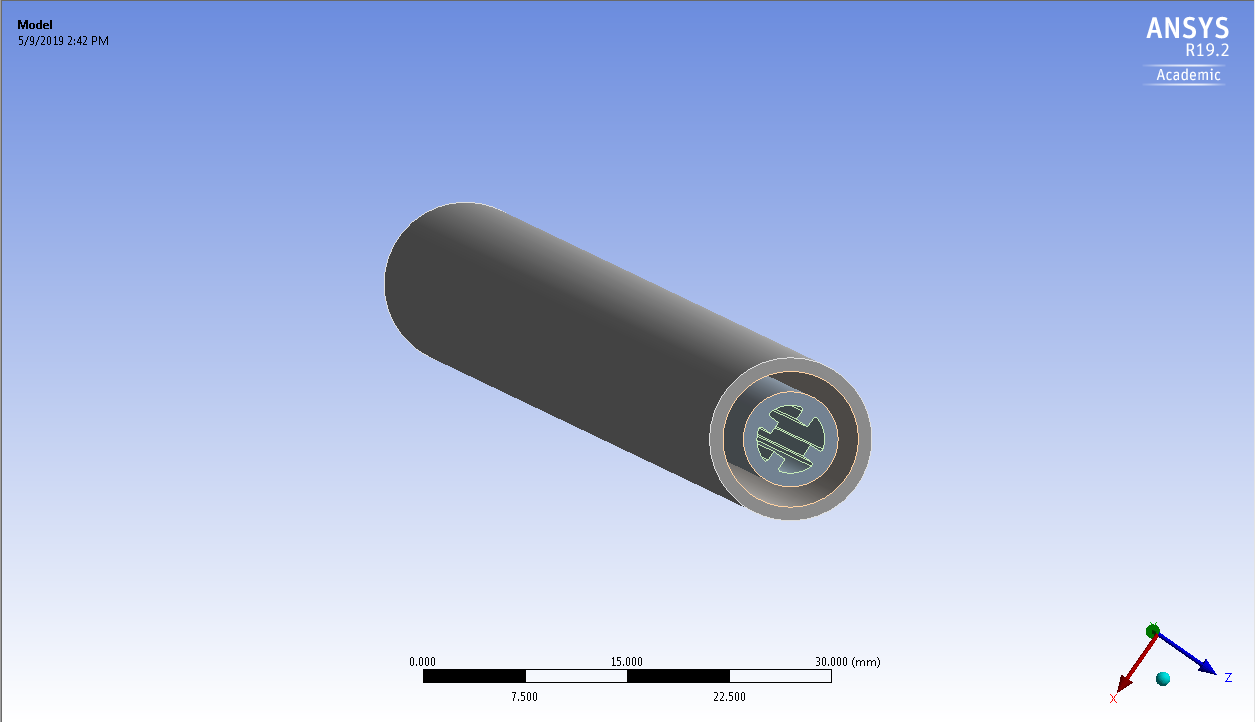 Model
5/9/2019 2:42 PM
ANSYS
R19.2
Academic
0.000 15.000 30.000 (mm)
7.500 22.500
Y
X
Z